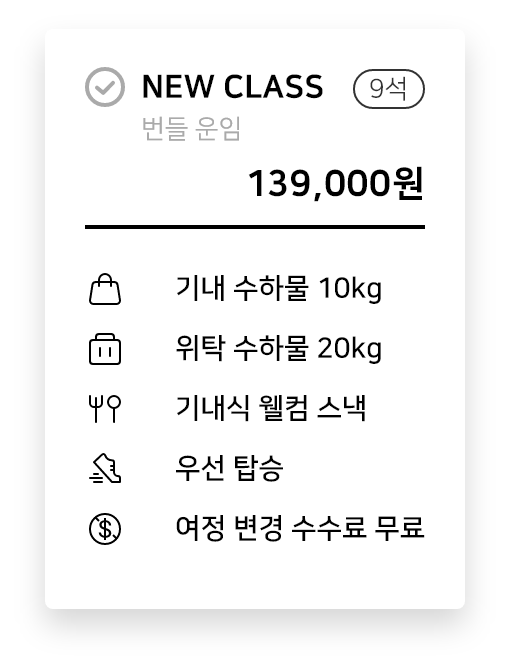 NEW CLASS 9석
번들 운임
139,000원
기내 수하물 10kg
위탁 수하물 20kg
기내식 웰컴 스낵
우선 탑승
여정 변경 수수료 무료